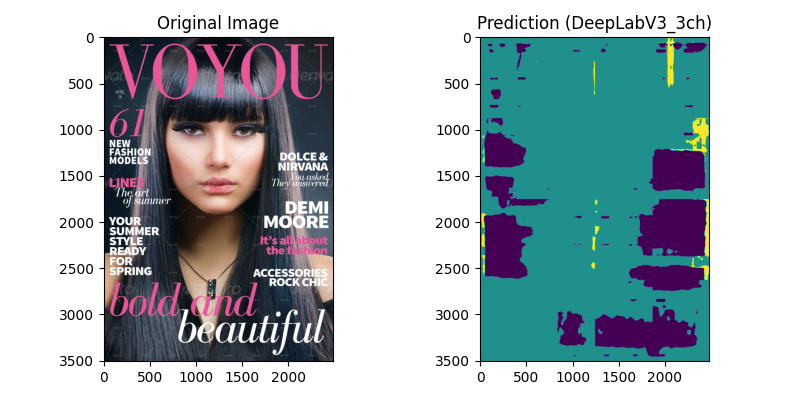 Original Image
Prediction (DeepLabV3_3ch)
VOYOU
61
NEW
FASHION
MODELS
LINES
The art
of summer
YOUR
SUMMER
STYLE
READY
FOR
SPRING
DOLCE &
NIRVANA
You asked
They answered
DEMI
MOORE
It's all about
the fashion
ACCESSORIES
ROCK CHIC
bold and
beautiful
0
500
1000
1500
2000
2500
3000
3500
0
500
1000
1500
2000
0
500
1000
1500
2000
2500
3000
3500
0
500
1000
1500
2000